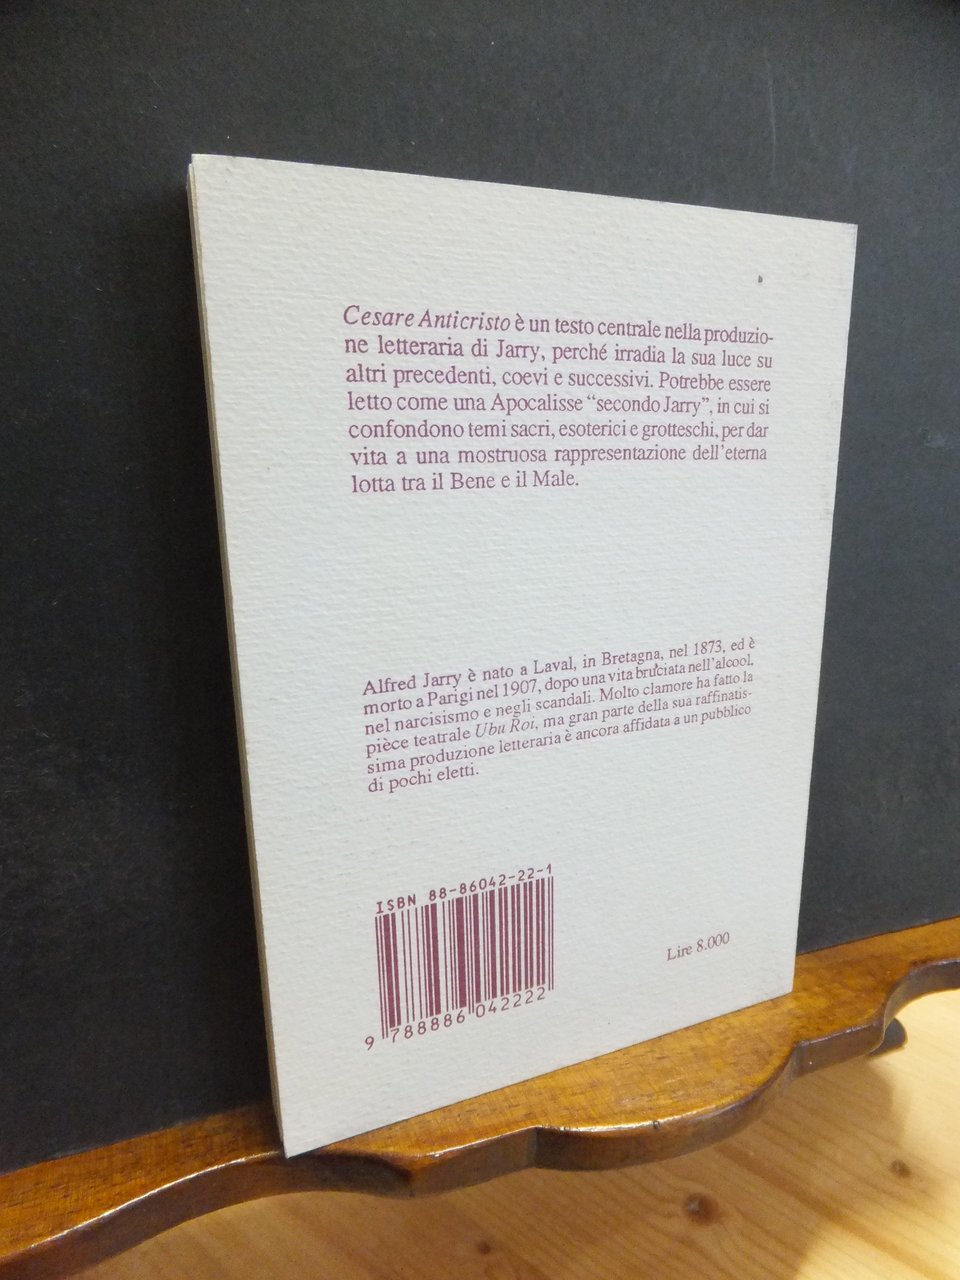 Cesare Anticristo è un testo centrale nella produzio-
ne letteraria di Jarry, perché irradia la sua luce su
altri precedenti, coevi e successivi. Potrebbe essere
letto come una Apocalisse “secondo Jarry”, in cui si
confondono temi sacri, esoterici e grotteschi, per dar
vita a una mostruosa rappresentazione dell’eterna
lotta tra il Bene e il Male.
Alfred Jarry è nato a Laval, in Bretagna, nel 1873, ed è
morto a Parigi nel 1907, dopo una vita bruciata nell’alcool,
nel narcisismo e negli scandali. Molto clamore ha fatto la
pièce teatrale Ubu Roi, ma gran parte della sua raffinatis-
sima produzione letteraria è ancora affidata a un pubblico
di pochi eletti.
ISBN 88-86042-22-1
9 788886 042222
Lire 8.000